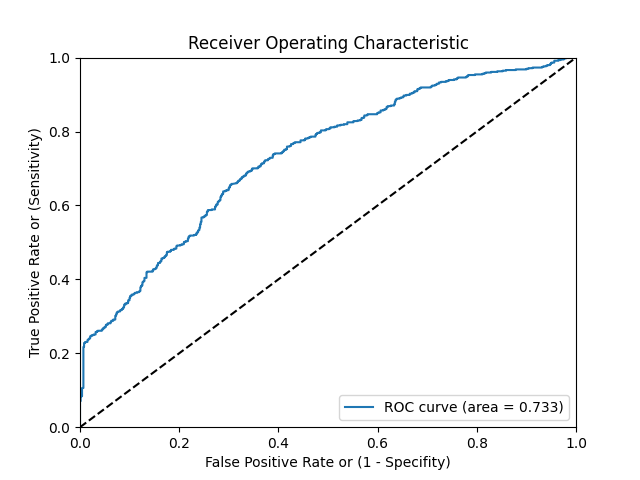 Receiver Operating Characteristic
True Positive Rate or (Sensitivity)
1.0
0.8
0.6
0.4
0.2
0.0
ROC curve (area = 0.733)
0.0 0.2 0.4 0.6 0.8 1.0
False Positive Rate or (1 - Specifity)